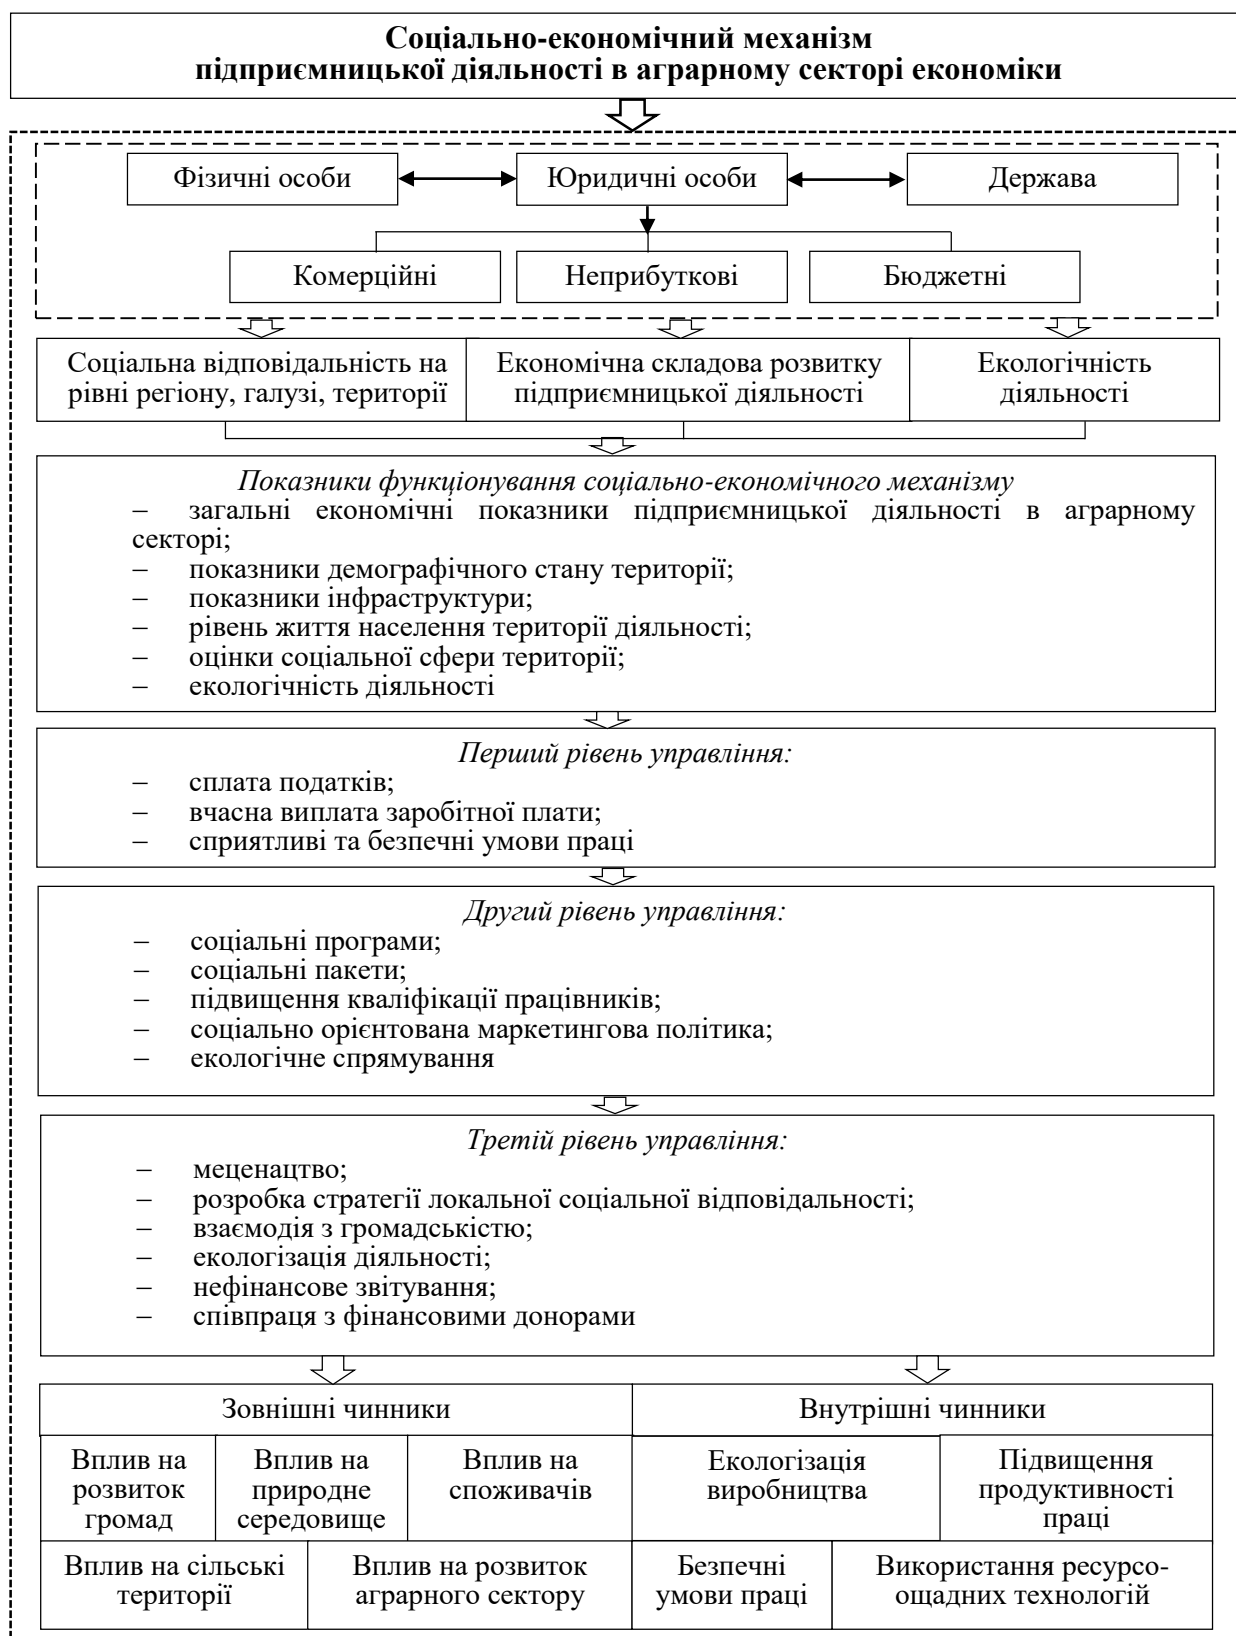 Соціально-економічний механізм
підприємницької діяльності в аграрному секторі економіки
Фізичні особи
Юридичні особи
Держава
Комерційні
Неприбуткові
Бюджетні
Соціальна відповідальність на
рівні регіону, галузі, території
Економічна складова розвитку
підприємницької діяльності
Екологічність
діяльності
Показники функціонування соціально-економічного механізму
– загальні економічні показники підприємницької діяльності в аграрному
секторі;
– показники демографічного стану території;
– показники інфраструктури;
– рівень життя населення території діяльності;
– оцінки соціальної сфери території;
– екологічність діяльності
Перший рівень управління:
– сплата податків;
– вчасна виплата заробітної плати;
– сприятливі та безпечні умови праці
Другий рівень управління:
– соціальні програми;
– соціальні пакети;
– підвищення кваліфікації працівників;
– соціально орієнтована маркетингова політика;
– екологічне спрямування
Третій рівень управління:
– меценацтво;
– розробка стратегії локальної соціальної відповідальності;
– взаємодія з громадськістю;
– екологізація діяльності;
– нефінансове звітування;
– співпраця з фінансовими донорами
Зовнішні чинники
Внутрішні чинники
Вплив на
розвиток
громад
Вплив на
природне
середовище
Вплив на
споживачів
Екологізація
виробництва
Підвищення
продуктивності
праці
Вплив на сільські
території
Вплив на розвиток
аграрного сектору
Безпечні
умови праці
Використання ресурсо-
ощадних технологій